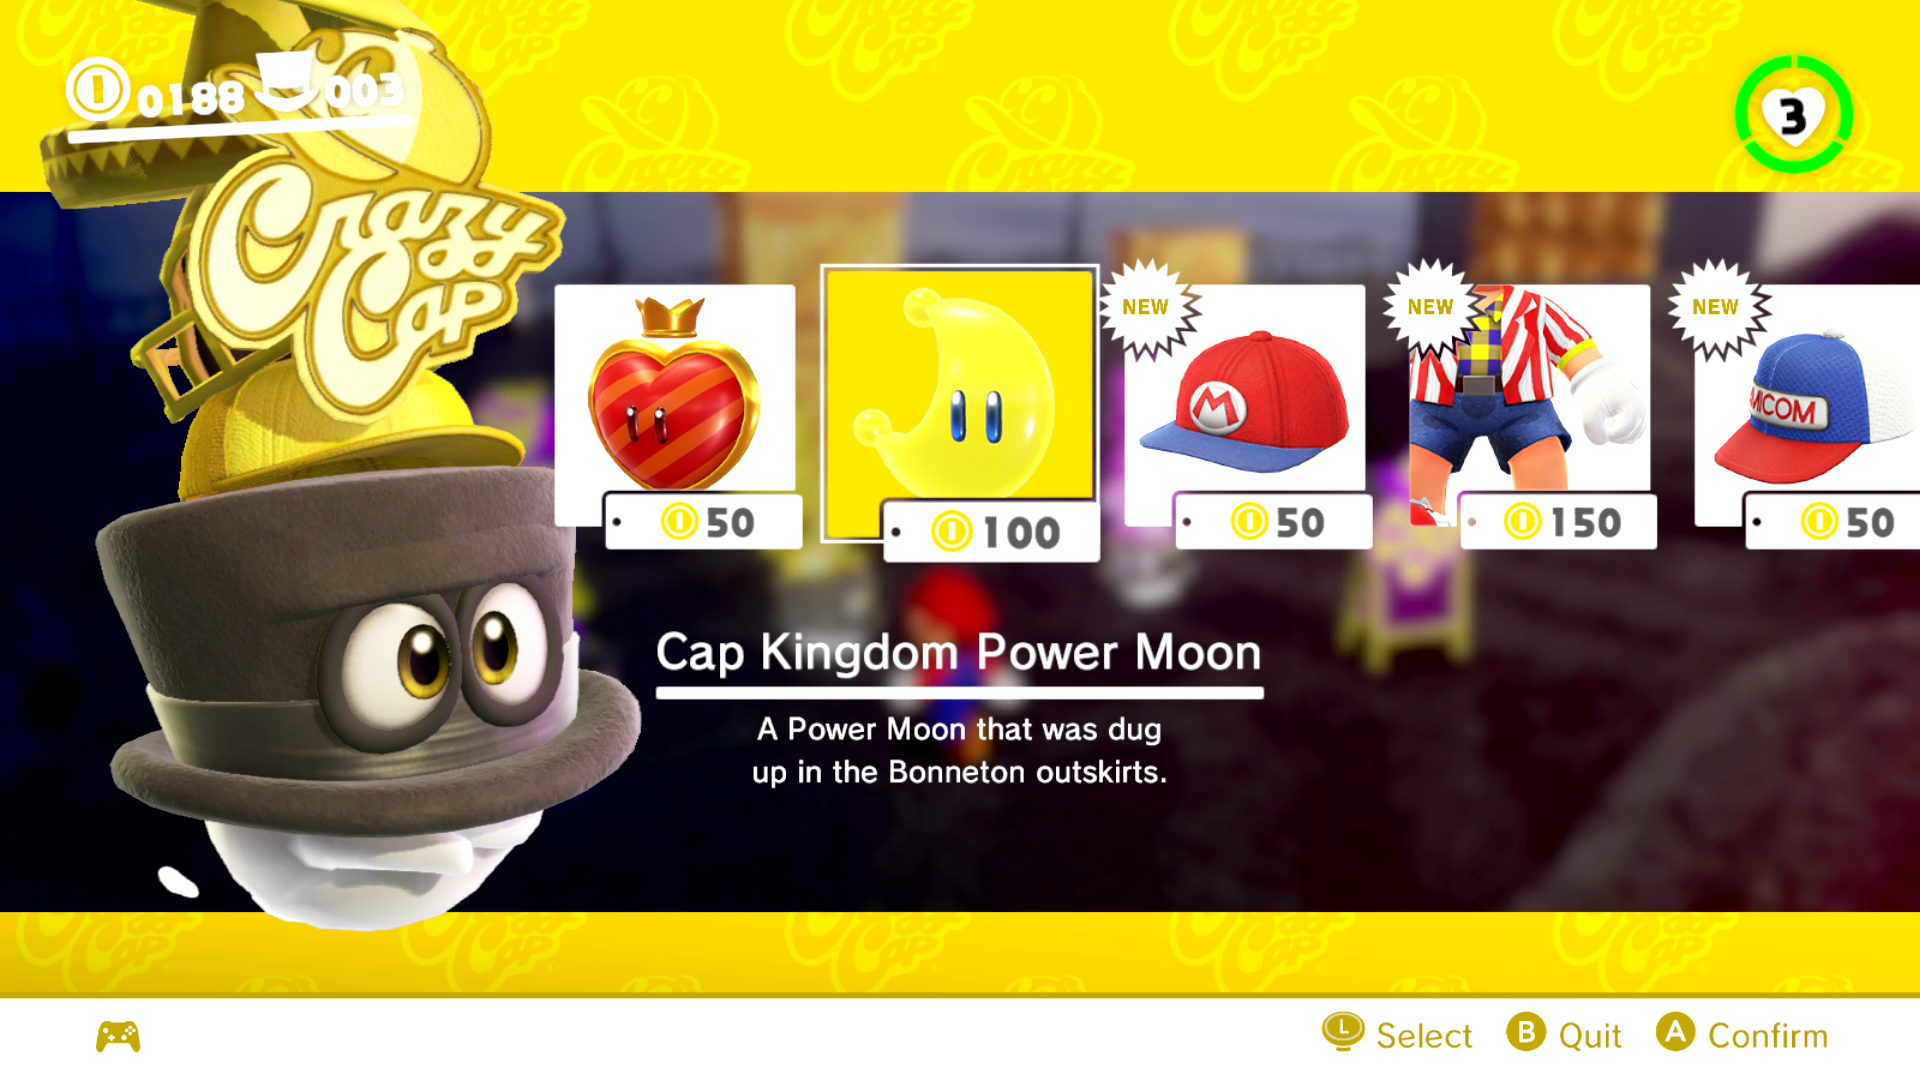 0188 003
3
Crazy
Cap
NEW
NEW
NEW
M
MICOM
50
100
50
150
50
Cap Kingdom Power Moon
A Power Moon that was dug
up in the Bonneton outskirts.
L Select B Quit A Confirm